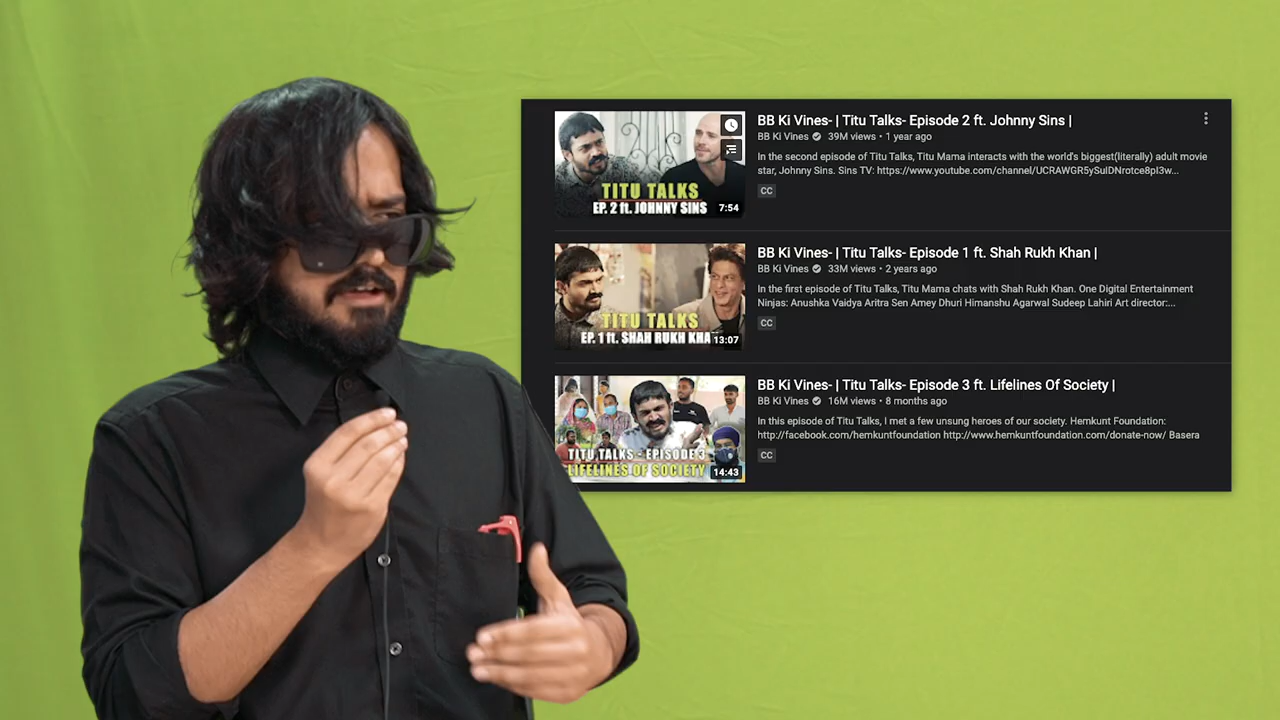 TITU TALKS
EP. 2 ft. JOHNNY SINS
7:54
BB Ki Vines- | Titu Talks- Episode 2 ft. Johnny Sins |
BB Ki Vines 39M views • 1 year ago
In the second episode of Titu Talks, Titu Mama interacts with the world's biggest(literally) adult movie
star, Johnny Sins. Sins TV: https://www.youtube.com/channel/UCRAWGR5ySulDNrotce8pI3w...
CC
TITU TALKS
EP. 1 ft. SHAH RUKH KHA
13:07
BB Ki Vines- | Titu Talks- Episode 1 ft. Shah Rukh Khan |
BB Ki Vines 33M views • 2 years ago
In the first episode of Titu Talks, Titu Mama chats with Shah Rukh Khan. One Digital Entertainment
Ninjas: Anushka Vaidya Aritra Sen Amey Dhuri Himanshu Agarwal Sudeep Lahiri Art director:...
CC
TITU TALKS - EPISODE 3
LIFELINES OF SOCIETY
14:43
BB Ki Vines- | Titu Talks- Episode 3 ft. Lifelines Of Society |
BB Ki Vines 16M views • 8 months ago
In this episode of Titu Talks, I met a few unsung heroes of our society. Hemkunt Foundation:
http://facebook.com/hemkuntfoundation http://www.hemkuntfoundation.com/donate-now/ Basera
CC